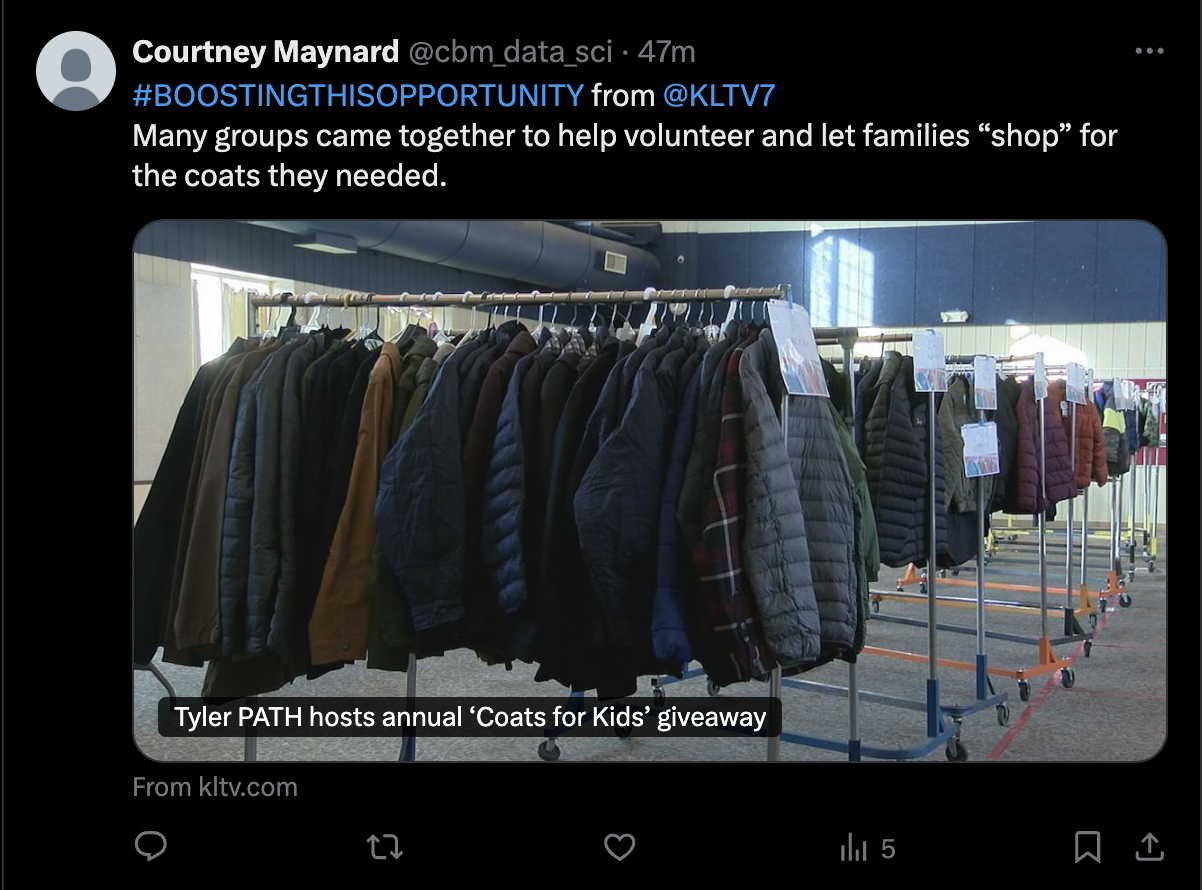 Courtney Maynard @cbm_data_sci · 47m
#BOOSTINGTHISOPPORTUNITY from @KLTV7
Many groups came together to help volunteer and let families “shop” for
the coats they needed.
Tyler PATH hosts annual ‘Coats for Kids’ giveaway
From kltv.com
5